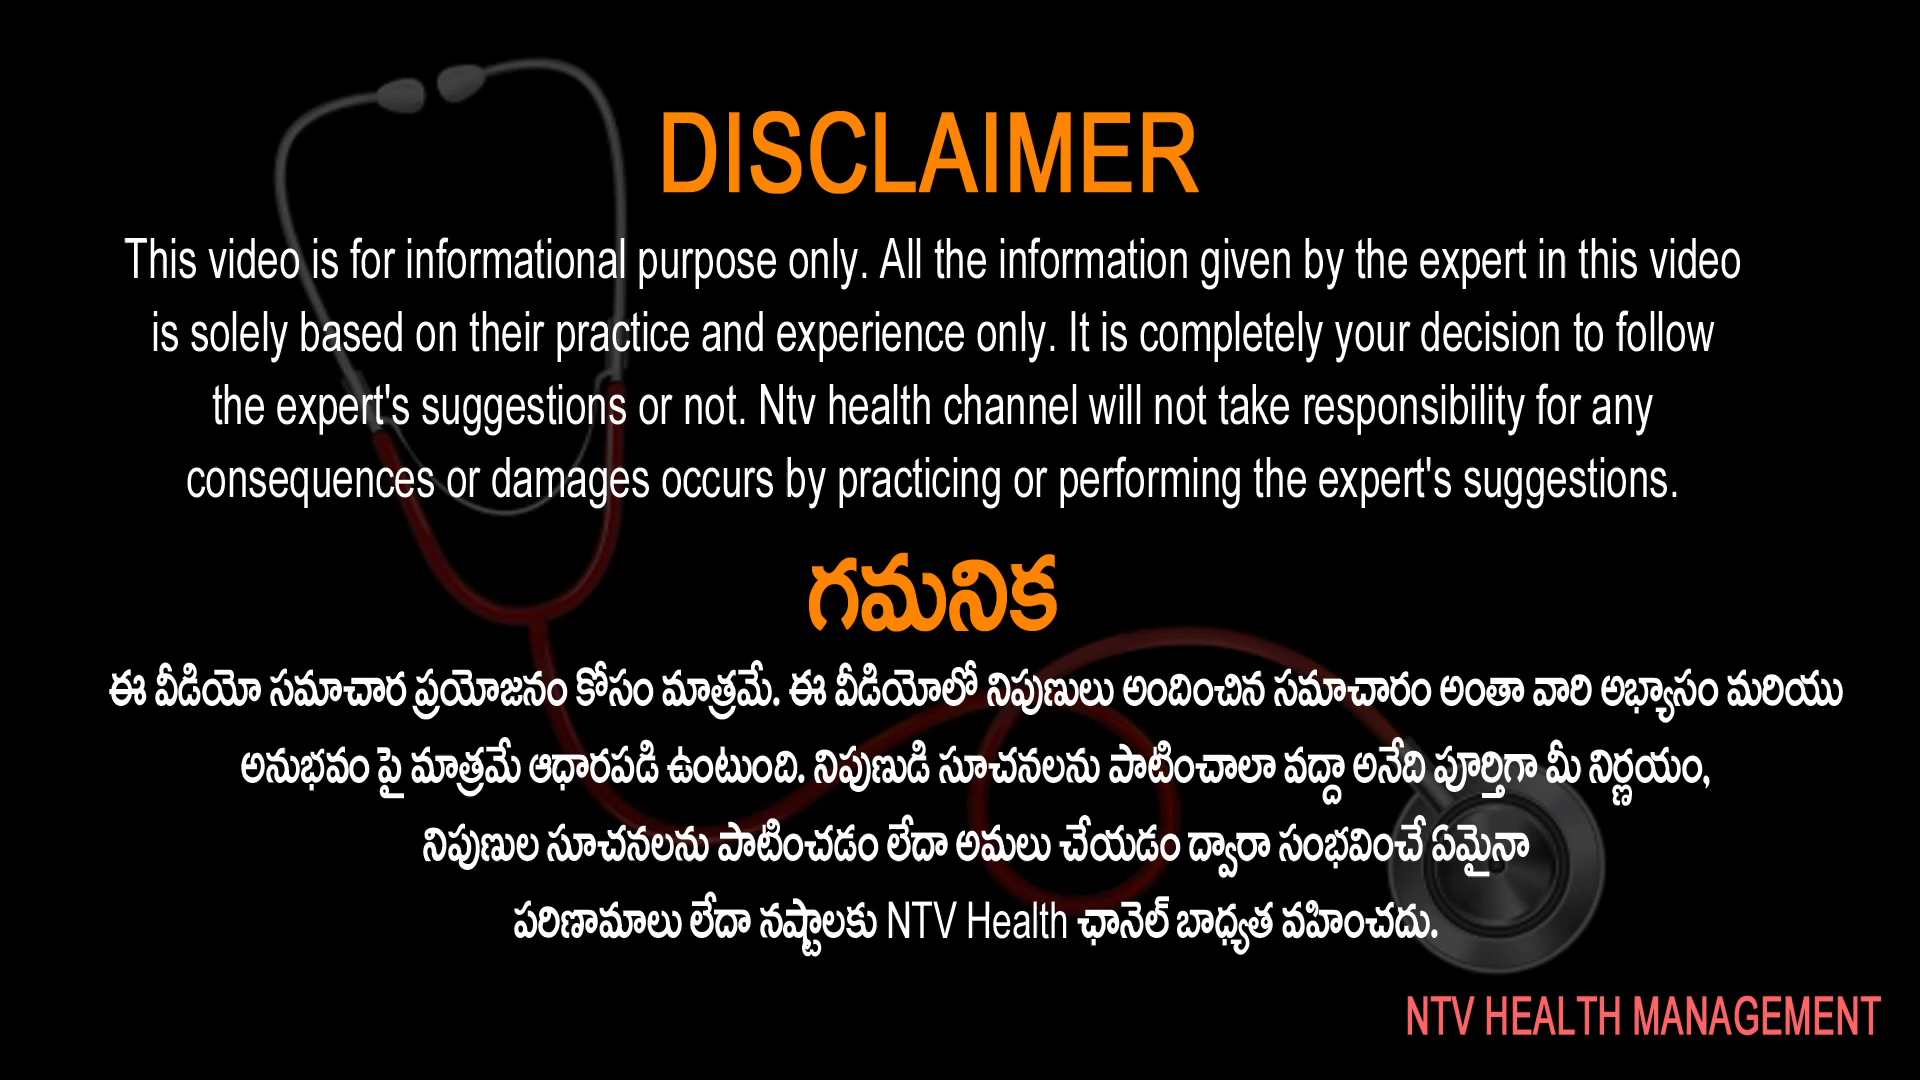 DISCLAIMER
This video is for informational purpose only. All the information given by the expert in this video
is solely based on their practice and experience only. It is completely your decision to follow
the expert's suggestions or not. Ntv health channel will not take responsibility for any
consequences or damages occurs by practicing or performing the expert's suggestions.
గమనిక
ఈ వీడియో సమాచార ప్రయోజనం కోసం మాత్రమే. ఈ వీడియోలో నిపుణులు అందించిన సమాచారం అంతా వారి అభ్యాసం మరియు
అనుభవం పై మాత్రమే ఆధారపడి ఉంటుంది. నిపుణుడి సూచనలను పాటించాలా వద్దా అనేది పూర్తిగా మీ నిర్ణయం,
నిపుణుల సూచనలను పాటించడం లేదా అమలు చేయడం ద్వారా సంభవించే ఏమైనా
పరిణామాలు లేదా నష్టాలకు NTV Health ఛానెల్ బాధ్యత వహించదు.
NTV HEALTH MANAGEMENT